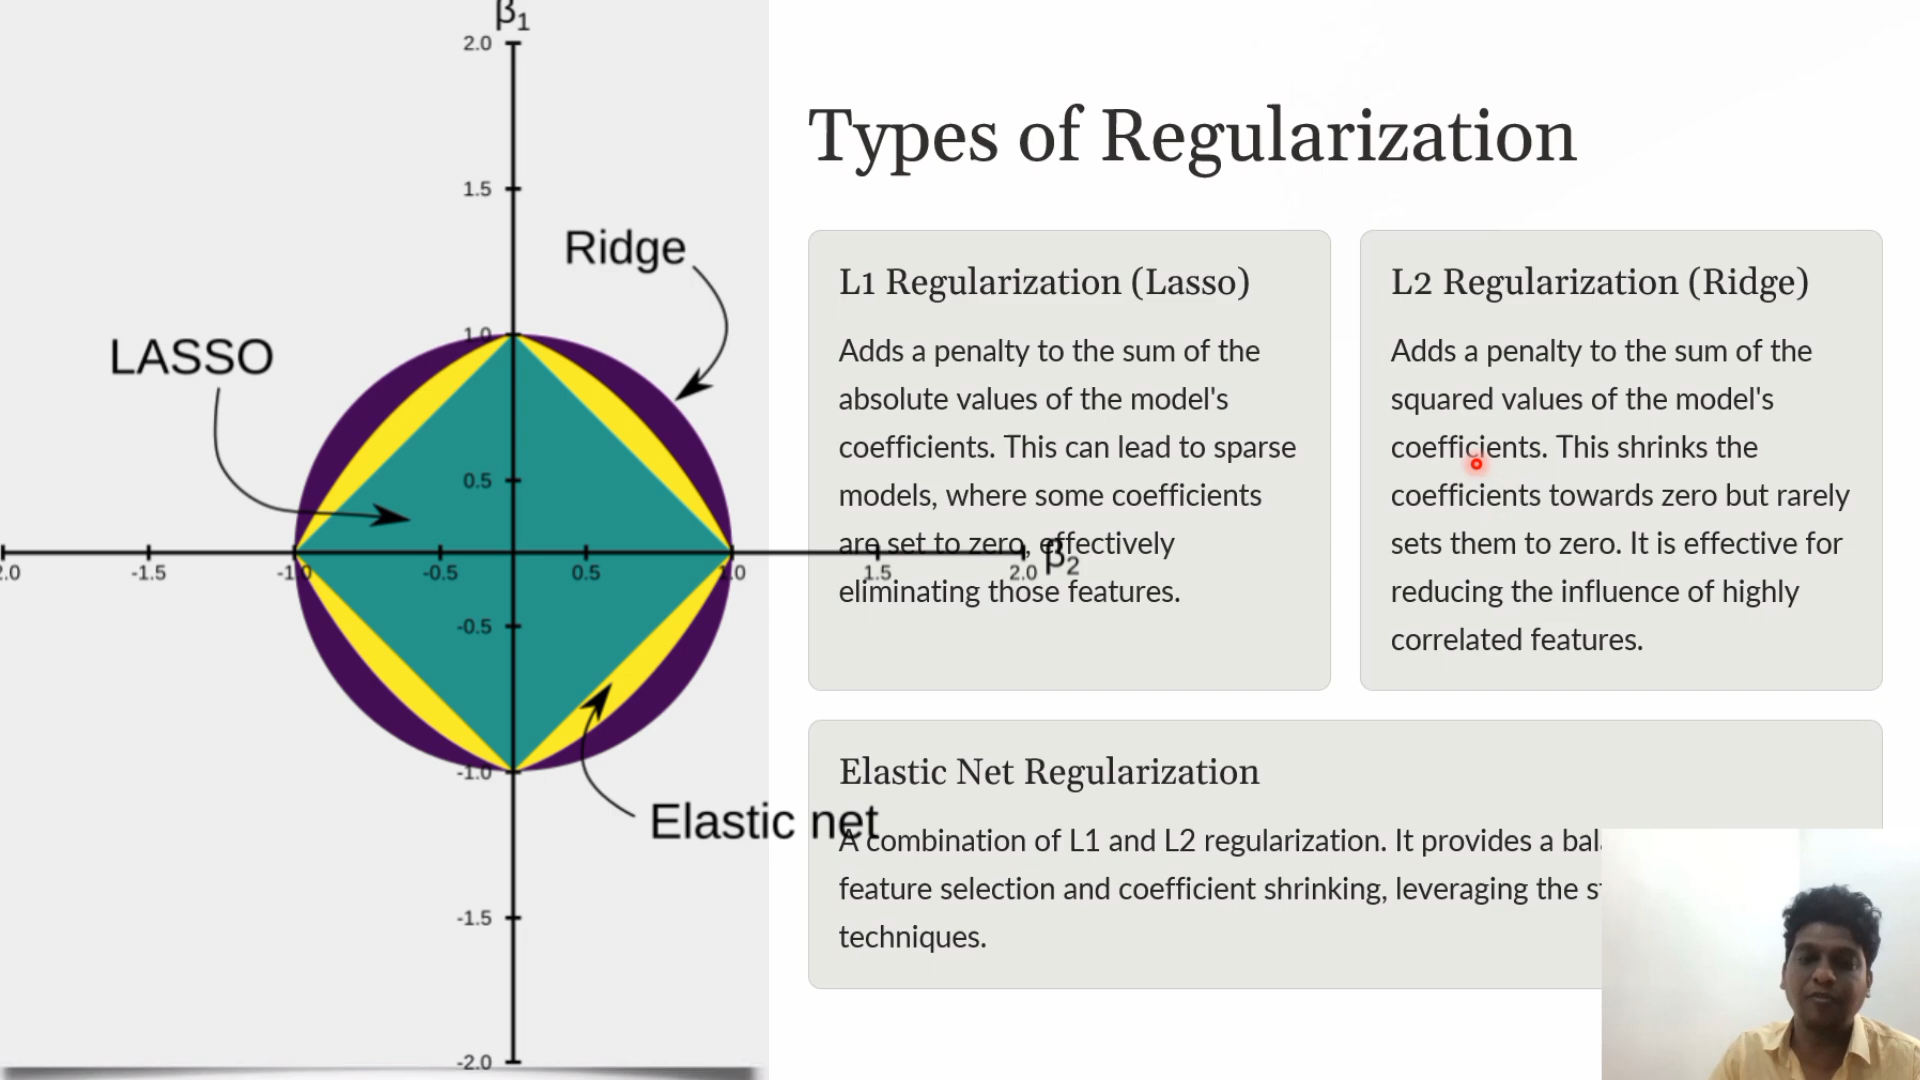 β1
2.0
1.5
Ridge
LASSO
1.0
0.5
2.0 -1.5 -1.0 -0.5 0.5 1.0 1.5 2.0 β2
-0.5
-1.0
Elastic net
-1.5
-2.0
Types of Regularization
L1 Regularization (Lasso)
Adds a penalty to the sum of the
absolute values of the model's
coefficients. This can lead to sparse
models, where some coefficients
are set to zero, effectively
eliminating those features.
L2 Regularization (Ridge)
Adds a penalty to the sum of the
squared values of the model's
coefficients. This shrinks the
coefficients towards zero but rarely
sets them to zero. It is effective for
reducing the influence of highly
correlated features.
Elastic Net Regularization
A combination of L1 and L2 regularization. It provides a
feature selection and coefficient shrinking, leveraging the
techniques.